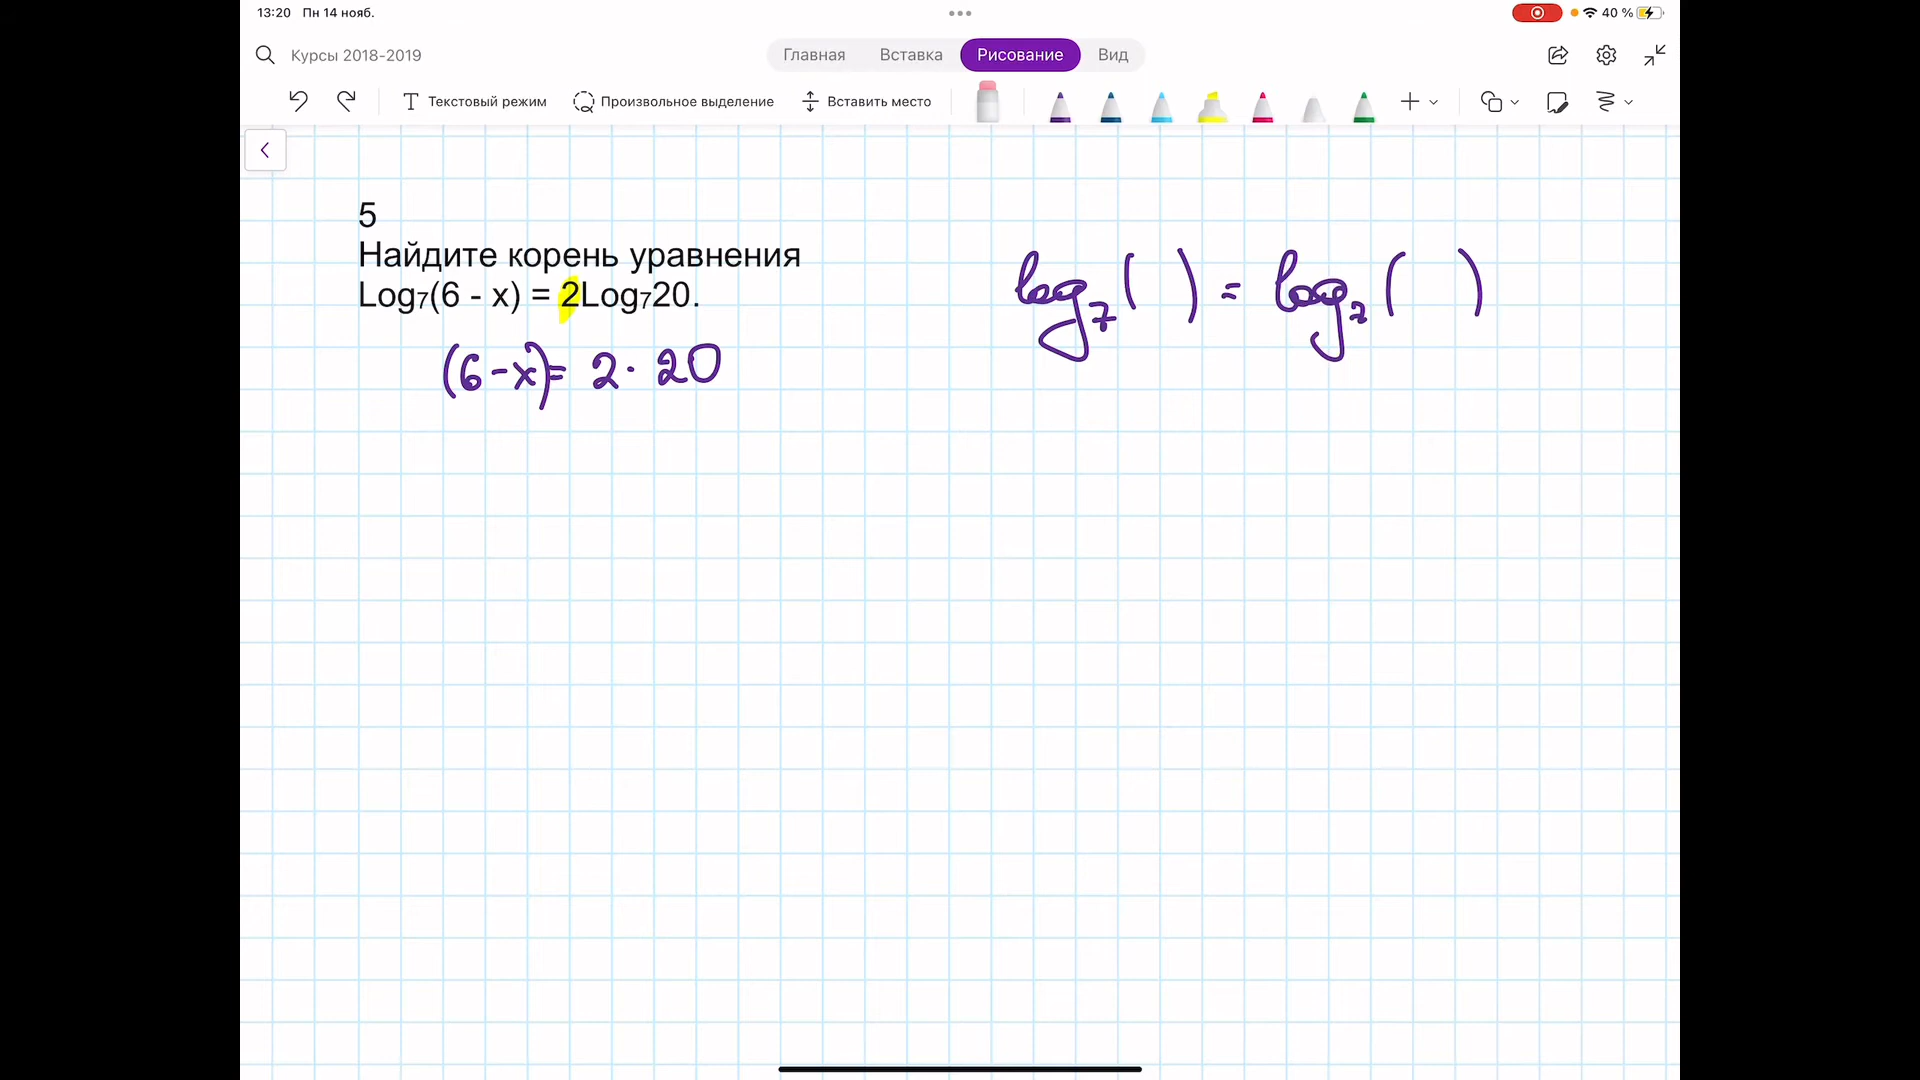 13:20 Пн 14 нояб.
40 %
Курсы 2018-2019
Главная Вставка Рисование Вид
Текстовый режим Произвольное выделение Вставить место
5
Найдите корень уравнения
Log₇(6 - x) = 2Log₇20.
log₇( ) = log₇( )
(6-x)= 2·20